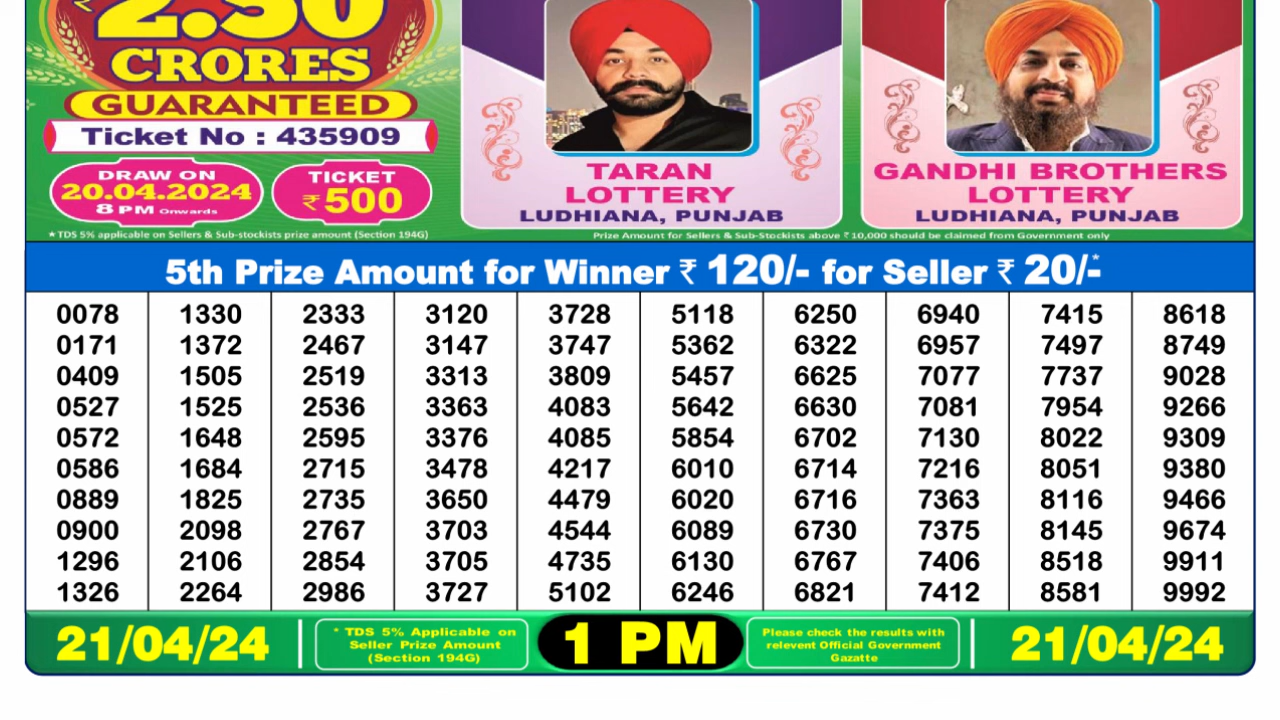 ₹ 2.50
CRORES
GUARANTEED
Ticket No : 435909
DRAW ON
20.04.2024
8 PM Onwards
TICKET
₹ 500
★ TDS 5% applicable on Sellers & Sub-stockists prize amount (Section 194G)
TARAN
LOTTERY
LUDHIANA, PUNJAB
GANDHI BROTHERS
LOTTERY
LUDHIANA, PUNJAB
Prize Amount for Sellers & Sub-Stockists above ₹ 10,000 should be claimed from Government only
5th Prize Amount for Winner ₹ 120/- for Seller ₹ 20/-*
0078 1330 2333 3120 3728 5118 6250 6940 7415 8618
0171 1372 2467 3147 3747 5362 6322 6957 7497 8749
0409 1505 2519 3313 3809 5457 6625 7077 7737 9028
0527 1525 2536 3363 4083 5642 6630 7081 7954 9266
0572 1648 2595 3376 4085 5854 6702 7130 8022 9309
0586 1684 2715 3478 4217 6010 6714 7216 8051 9380
0889 1825 2735 3650 4479 6020 6716 7363 8116 9466
0900 2098 2767 3703 4544 6089 6730 7375 8145 9674
1296 2106 2854 3705 4735 6130 6767 7406 8518 9911
1326 2264 2986 3727 5102 6246 6821 7412 8581 9992
21/04/24
* TDS 5% Applicable on
Seller Prize Amount
(Section 194G)
1 PM
Please check the results with
relevent Official Government
Gazatte
21/04/24